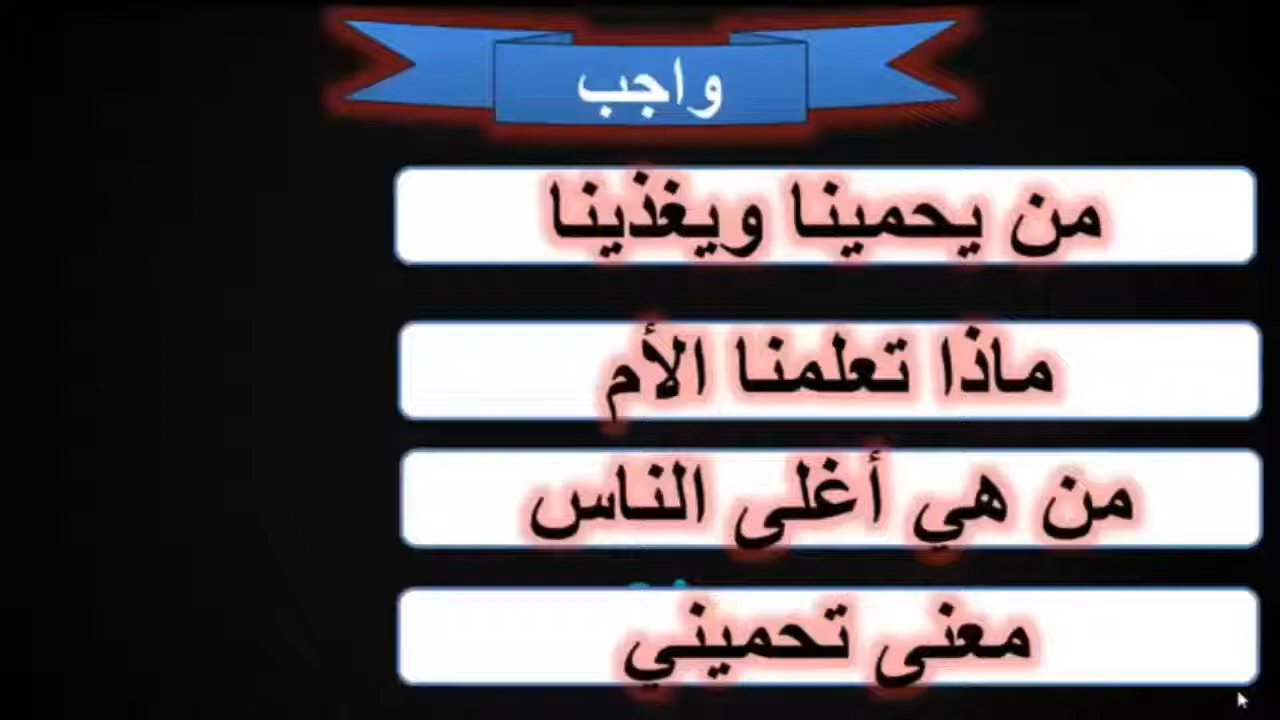 واجب
من يحمينا ويغذينا
ماذا تعلمنا الأم
من هي أغلى الناس
معنى تحميني